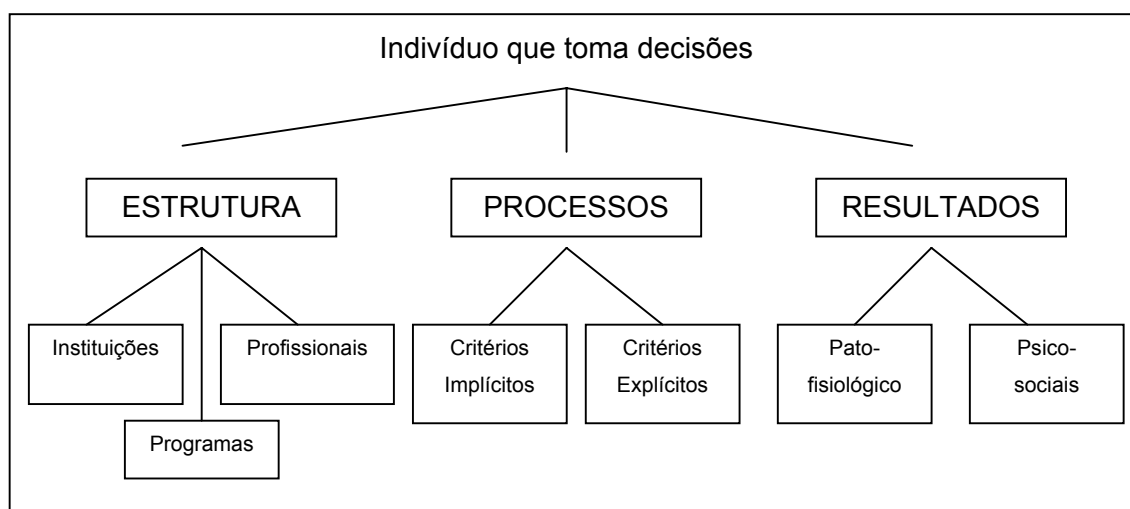 Indivíduo que toma decisões
ESTRUTURA
PROCESSOS
RESULTADOS
Instituições
Profissionais
Programas
Critérios
Implícitos
Critérios
Explícitos
Pato-
fisiológico
Psico-
sociais